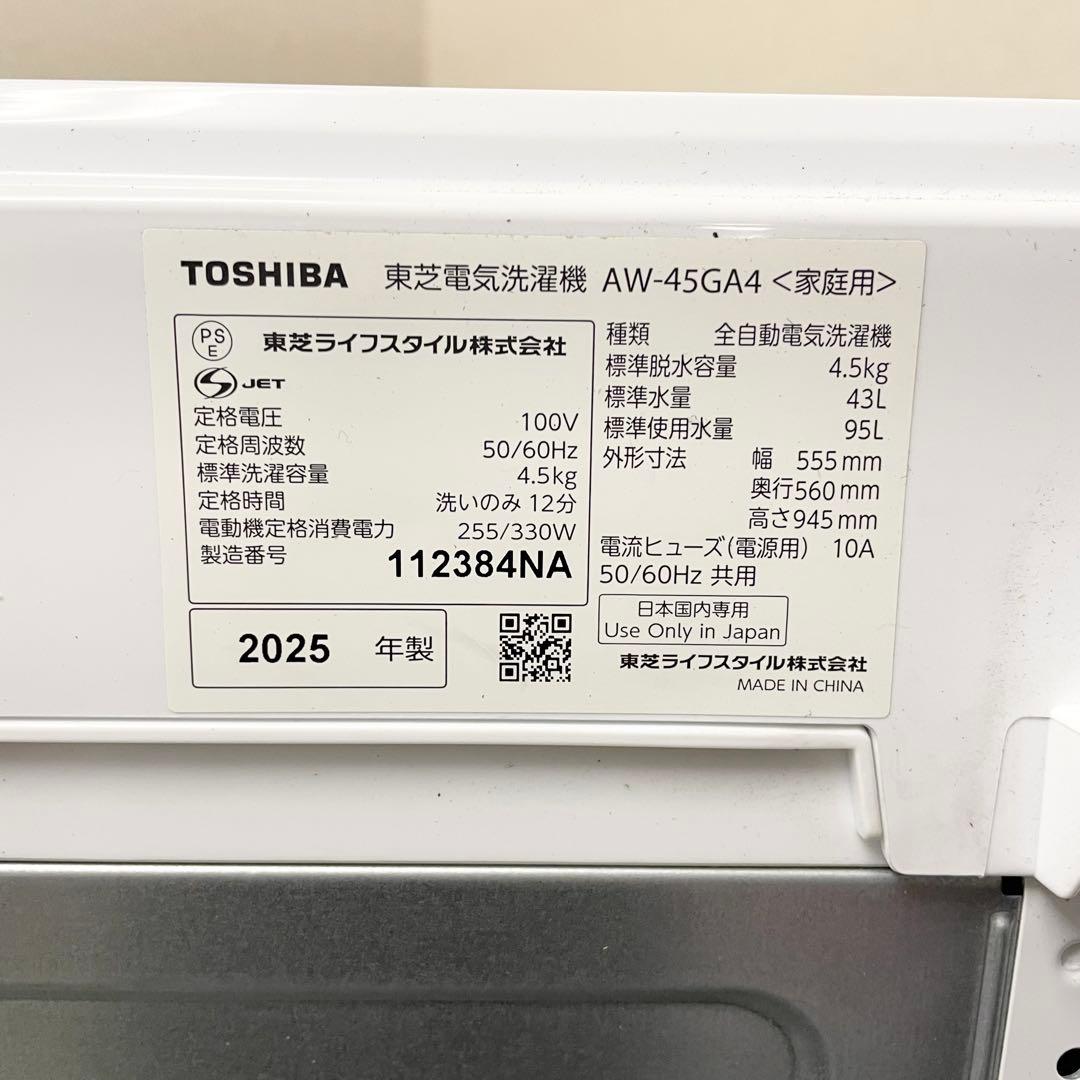 TOSHIBA 東芝電気洗濯機 AW-45GA4 <家庭用>
PS
E
東芝ライフスタイル株式会社
S JET
定格電圧 100V
定格周波数 50/60Hz
標準洗濯容量 4.5kg
定格時間 洗いのみ 12分
電動機定格消費電力 255/330W
製造番号 112384NA
2025 年製
種類 全自動電気洗濯機
標準脱水容量 4.5kg
標準水量 43L
標準使用水量 95L
外形寸法 幅 555mm
奥行560mm
高さ945mm
電流ヒューズ(電源用) 10A
50/60Hz 共用
日本国内専用
Use Only in Japan
東芝ライフスタイル株式会社
MADE IN CHINA